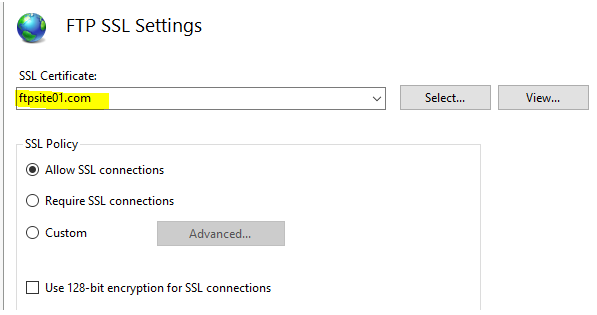 FTP SSL Settings
SSL Certificate:
ftpsite01.com
Select...
View...
SSL Policy
Allow SSL connections
Require SSL connections
Custom
Advanced...
Use 128-bit encryption for SSL connections